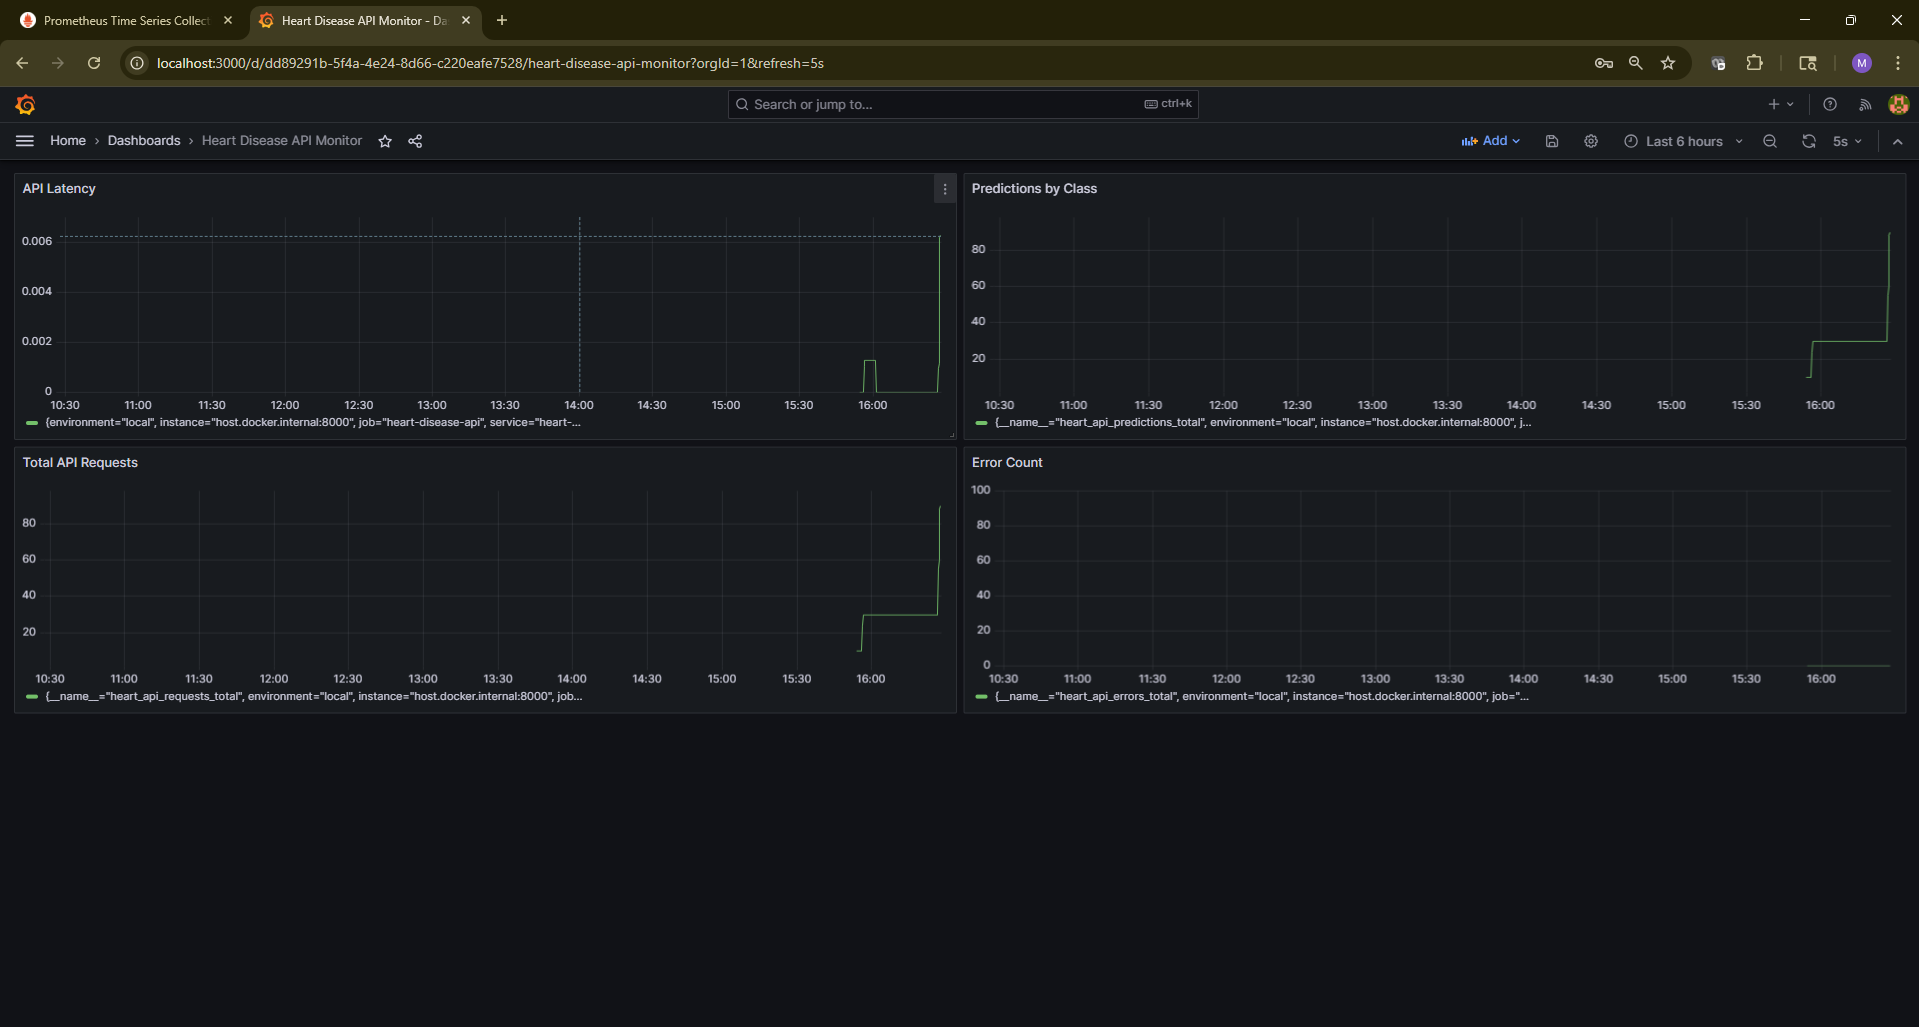 Prometheus Time Series Collect
Heart Disease API Monitor - Da
localhost:3000/d/dd89291b-5f4a-4e24-8d66-c220eafe7528/heart-disease-api-monitor?orgId=1&refresh=5s
M
Search or jump to...
ctrl+k
Home › Dashboards › Heart Disease API Monitor
Add
Last 6 hours
5s
API Latency
0.006
0.004
0.002
0
10:30 11:00 11:30 12:00 12:30 13:00 13:30 14:00 14:30 15:00 15:30 16:00
{environment="local", instance="host.docker.internal:8000", job="heart-disease-api", service="heart-...
Predictions by Class
80
60
40
20
10:30 11:00 11:30 12:00 12:30 13:00 13:30 14:00 14:30 15:00 15:30 16:00
{__name__="heart_api_predictions_total", environment="local", instance="host.docker.internal:8000", j...
Total API Requests
80
60
40
20
10:30 11:00 11:30 12:00 12:30 13:00 13:30 14:00 14:30 15:00 15:30 16:00
{__name__="heart_api_requests_total", environment="local", instance="host.docker.internal:8000", job...
Error Count
100
80
60
40
20
0
10:30 11:00 11:30 12:00 12:30 13:00 13:30 14:00 14:30 15:00 15:30 16:00
{__name__="heart_api_errors_total", environment="local", instance="host.docker.internal:8000", job="...